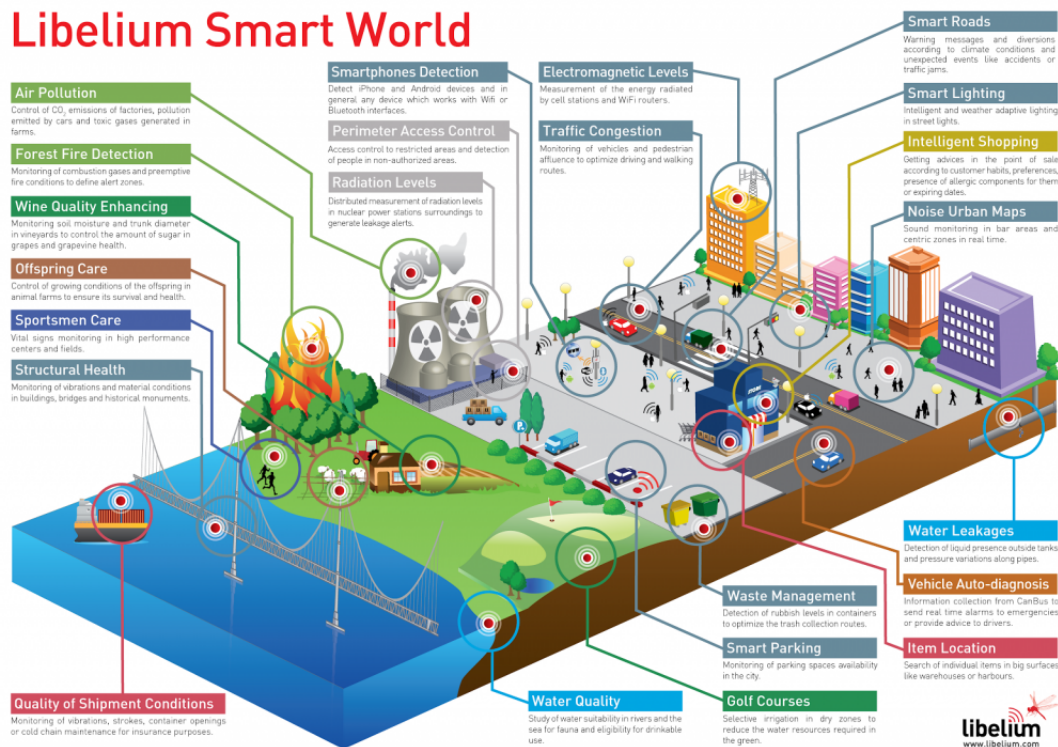 Libelium Smart World
Air Pollution
Control of CO₂ emissions of factories, pollution
emitted by cars and toxic gases generated in
farms.
Forest Fire Detection
Monitoring of combustion gases and preemptive
fire conditions to define alert zones.
Wine Quality Enhancing
Monitoring soil moisture and trunk diameter
in vineyards to control the amount of sugar in
grapes and grapevine health.
Offspring Care
Control of growing conditions of the offspring in
animal farms to ensure its survival and health.
Sportsmen Care
Vital signs monitoring in high performance
centers and fields.
Structural Health
Monitoring of vibrations and material conditions
in buildings, bridges and historical monuments.
Quality of Shipment Conditions
Monitoring of vibrations, strokes, container openings
or cold chain maintenance for insurance purposes.
Smartphones Detection
Detect iPhone and Android devices and in
general any device which works with Wifi or
Bluetooth interfaces.
Perimeter Access Control
Access control to restricted areas and detection
of people in non-authorized areas.
Radiation Levels
Distributed measurement of radiation levels
in nuclear power stations surroundings to
generate leakage alerts.
Electromagnetic Levels
Measurement of the energy radiated
by cell stations and WiFi routers.
Traffic Congestion
Monitoring of vehicles and pedestrian
affluence to optimize driving and walking
routes.
Smart Roads
Warning messages and diversions
according to climate conditions and
unexpected events like accidents or
traffic jams.
Smart Lighting
Intelligent and weather adaptive lighting
in street lights.
Intelligent Shopping
Getting advices in the point of sale
according to customer habits, preferences,
presence of allergic components for them
or expiring dates.
Noise Urban Maps
Sound monitoring in bar areas and
centric zones in real time.
P
Water Leakages
Detection of liquid presence outside tanks
and pressure variations along pipes.
Vehicle Auto-diagnosis
Information collection from CanBus to
send real time alarms to emergencies
or provide advice to drivers.
Item Location
Search of individual items in big surfaces
like warehouses or harbours.
Waste Management
Detection of rubbish levels in containers
to optimize the trash collection routes.
Smart Parking
Monitoring of parking spaces availability
in the city.
Golf Courses
Selective irrigation in dry zones to
reduce the water resources required in
the green.
Water Quality
Study of water suitability in rivers and the
sea for fauna and eligibility for drinkable
use.
libelium
www.libelium.com